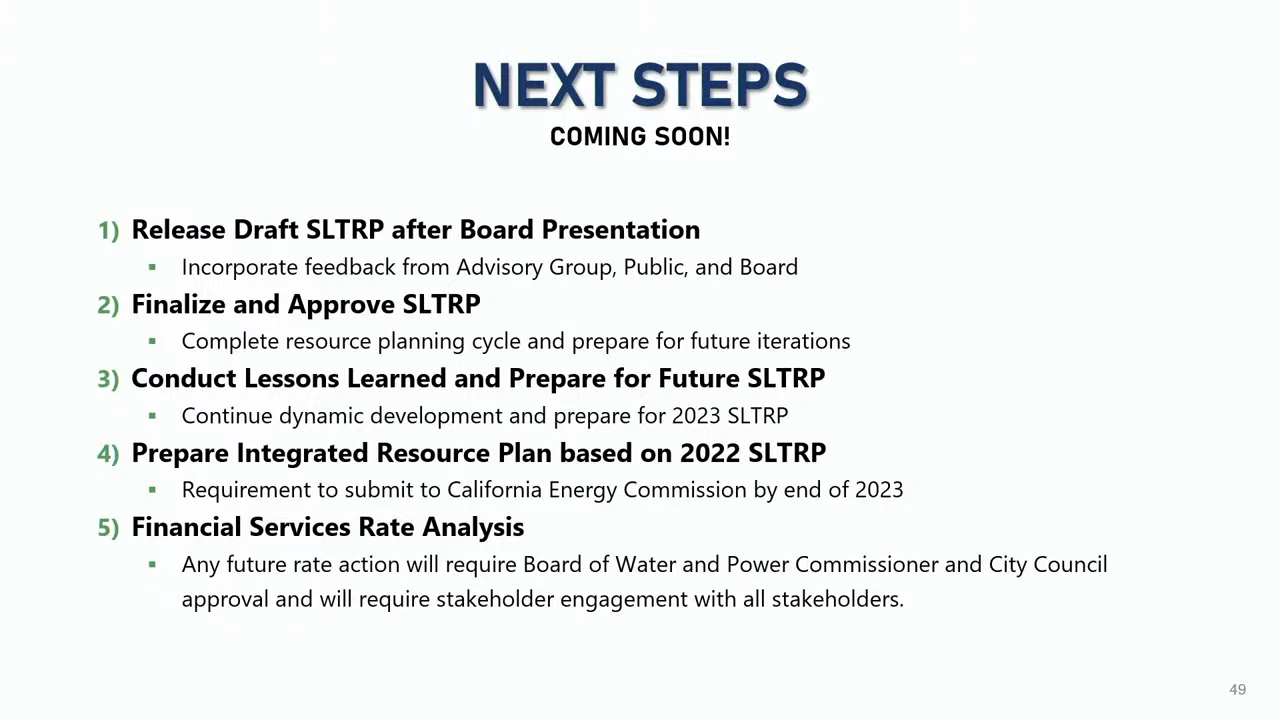 NEXT STEPS
COMING SOON!
1) Release Draft SLTRP after Board Presentation
▪ Incorporate feedback from Advisory Group, Public, and Board
2) Finalize and Approve SLTRP
▪ Complete resource planning cycle and prepare for future iterations
3) Conduct Lessons Learned and Prepare for Future SLTRP
▪ Continue dynamic development and prepare for 2023 SLTRP
4) Prepare Integrated Resource Plan based on 2022 SLTRP
▪ Requirement to submit to California Energy Commission by end of 2023
5) Financial Services Rate Analysis
▪ Any future rate action will require Board of Water and Power Commissioner and City Council
approval and will require stakeholder engagement with all stakeholders.
49